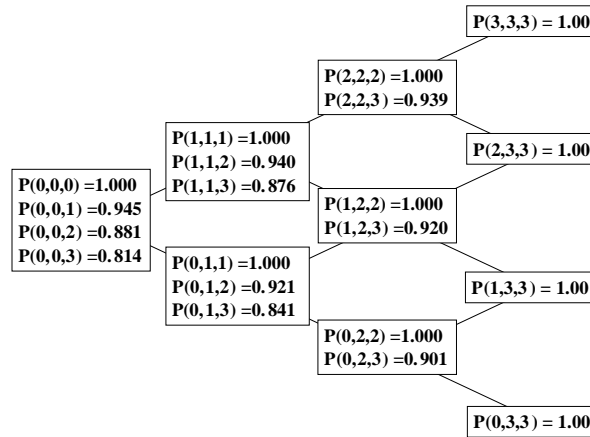 P(0,0,0) =1.000
P(0,0,1) =0.945
P(0,0,2) =0.881
P(0,0,3) =0.814
P(1,1,1) =1.000
P(1,1,2) =0.940
P(1,1,3) =0.876
P(0,1,1) =1.000
P(0,1,2) =0.921
P(0,1,3) =0.841
P(2,2,2) =1.000
P(2,2,3) =0.939
P(1,2,2) =1.000
P(1,2,3) =0.920
P(0,2,2) =1.000
P(0,2,3) =0.901
P(3,3,3) = 1.00
P(2,3,3) = 1.00
P(1,3,3) = 1.00
P(0,3,3) = 1.00